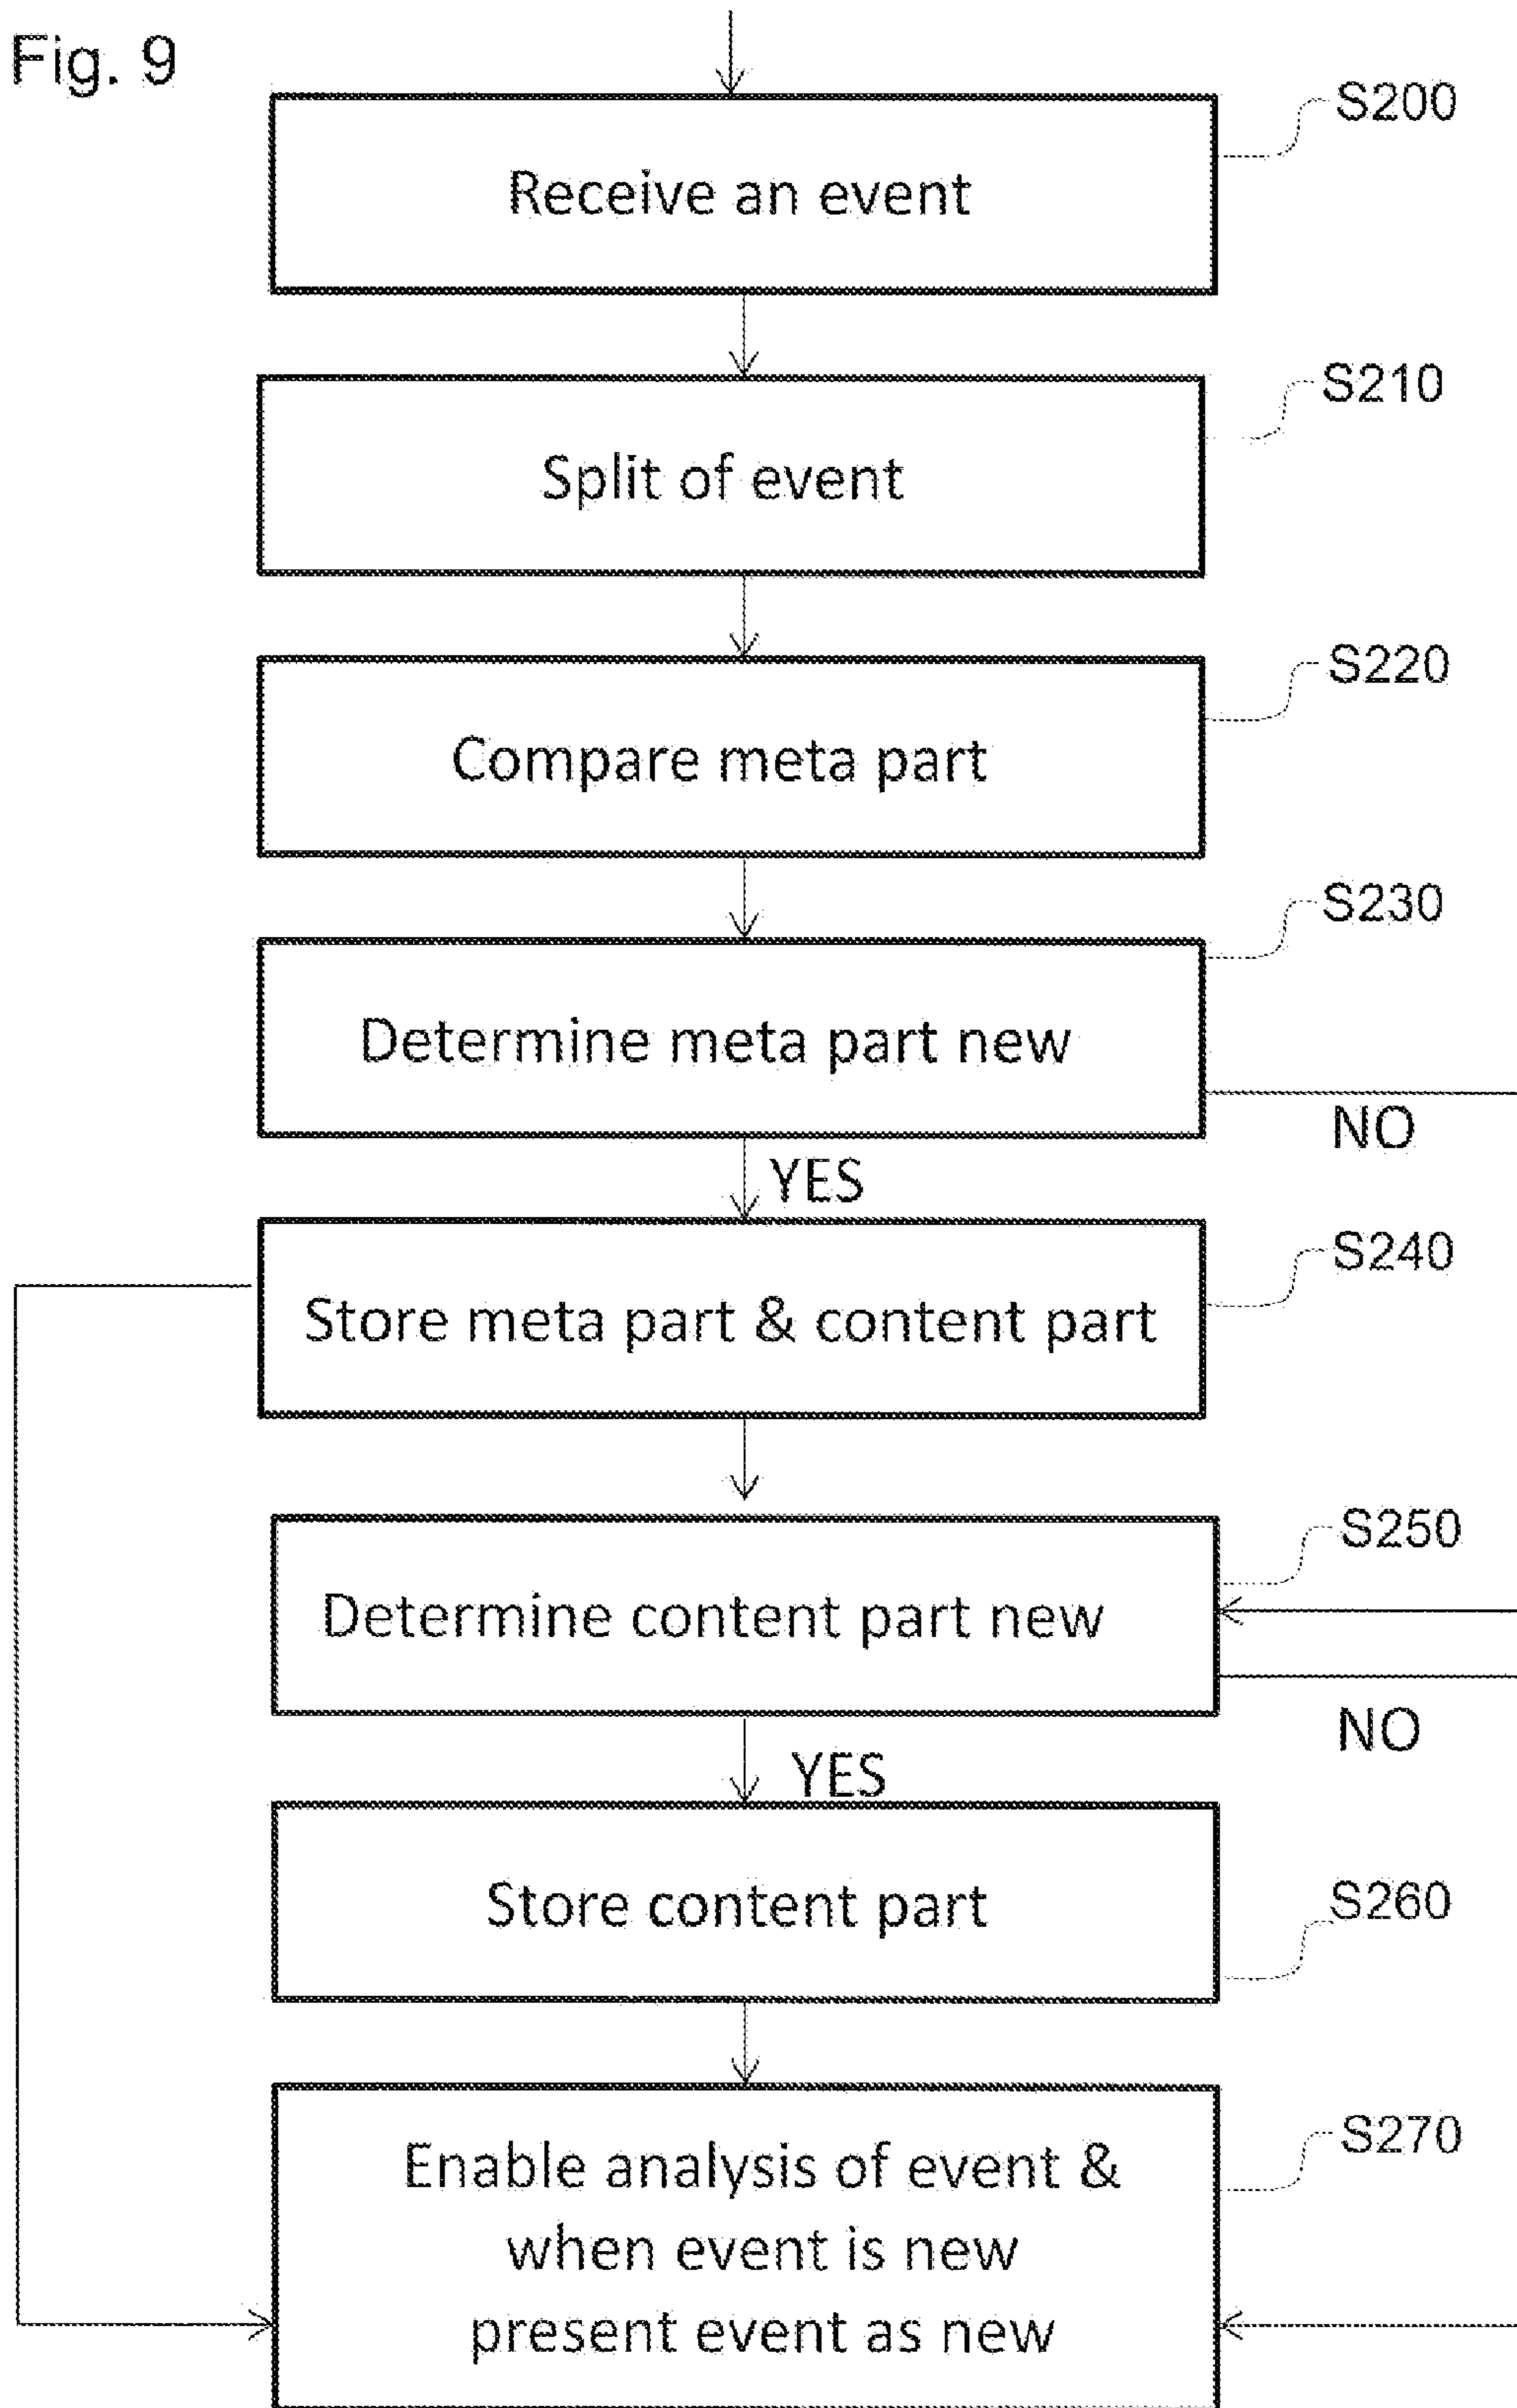 Fig. 9
S200
Receive an event
S210
Split of event
S220
Compare meta part
S230
Determine meta part new
NO
YES
S240
Store meta part & content part
S250
Determine content part new
NO
YES
S260
Store content part
S270
Enable analysis of event &
when event is new
present event as new